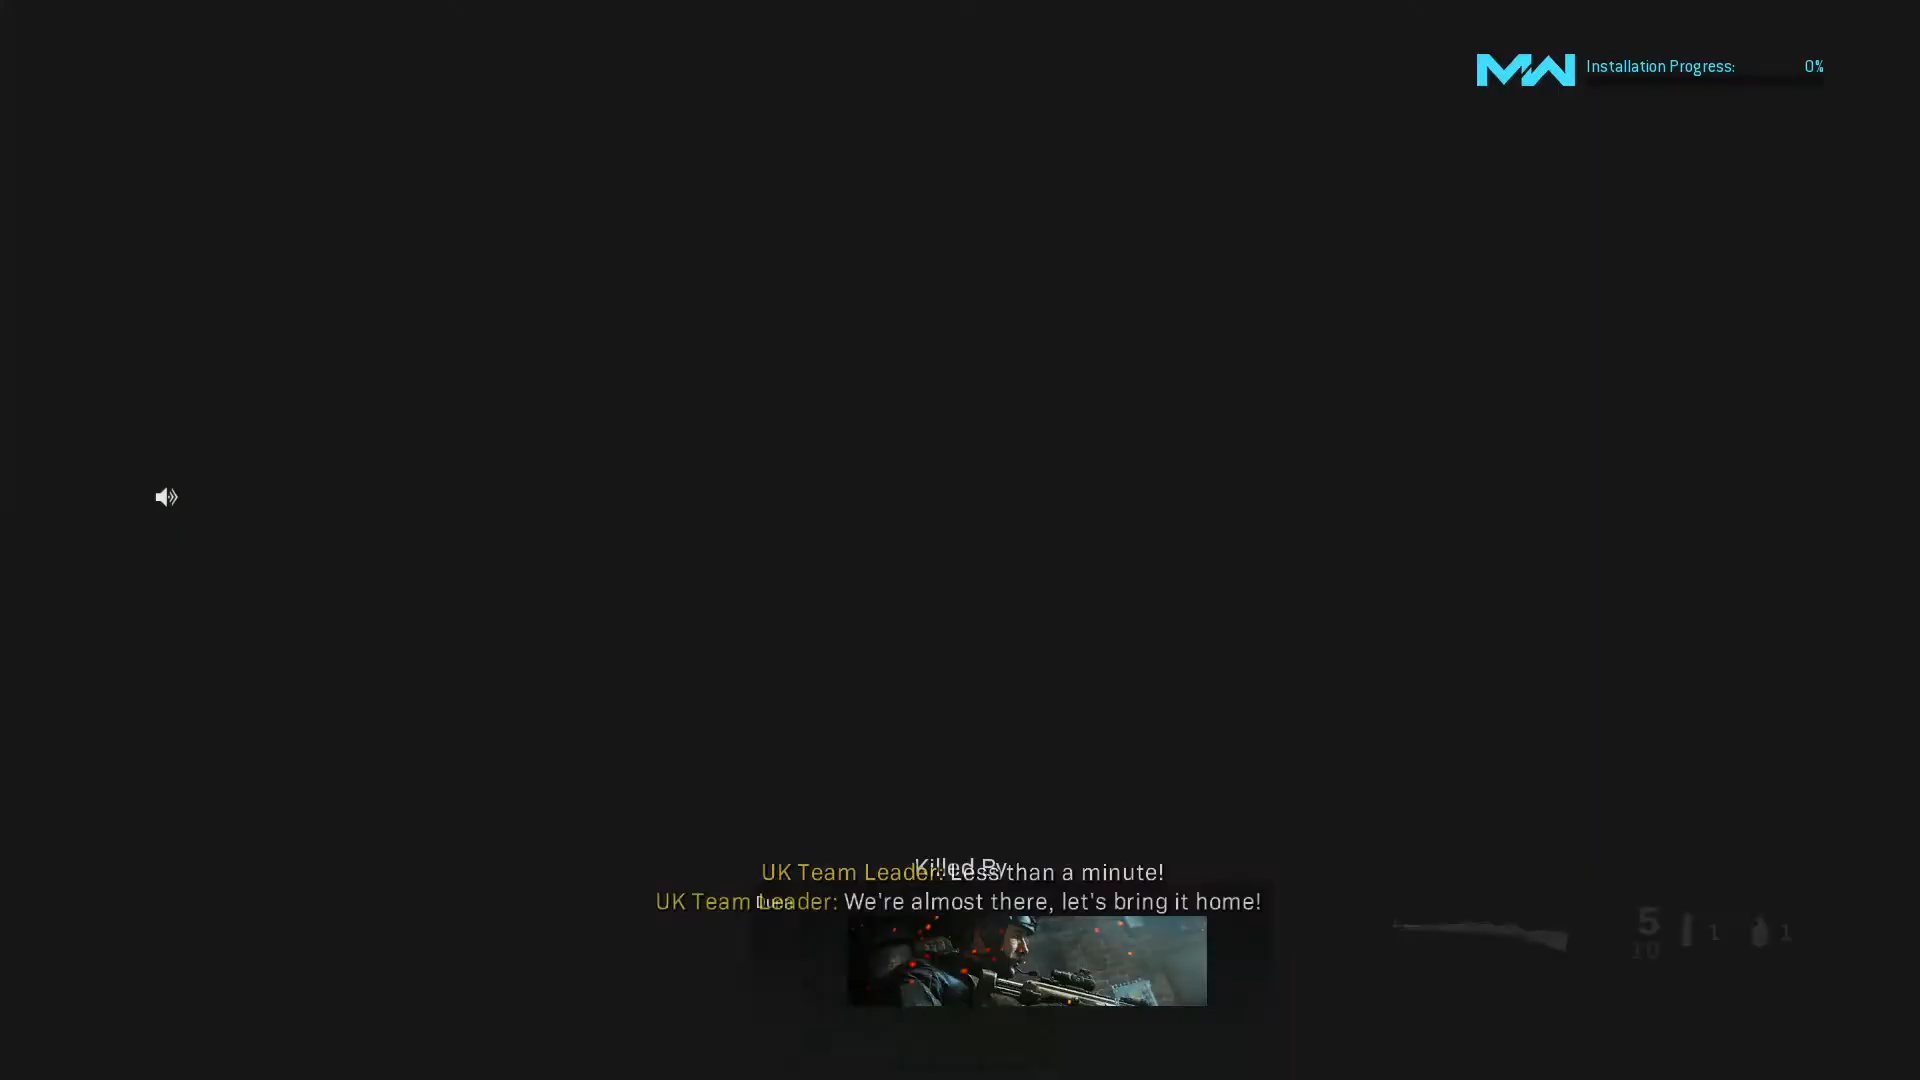 MW Installation Progress: 0%
Killed By
UK Team Leader: Less than a minute!
UK Team Leader: We're almost there, let's bring it home!
5
10
1
1